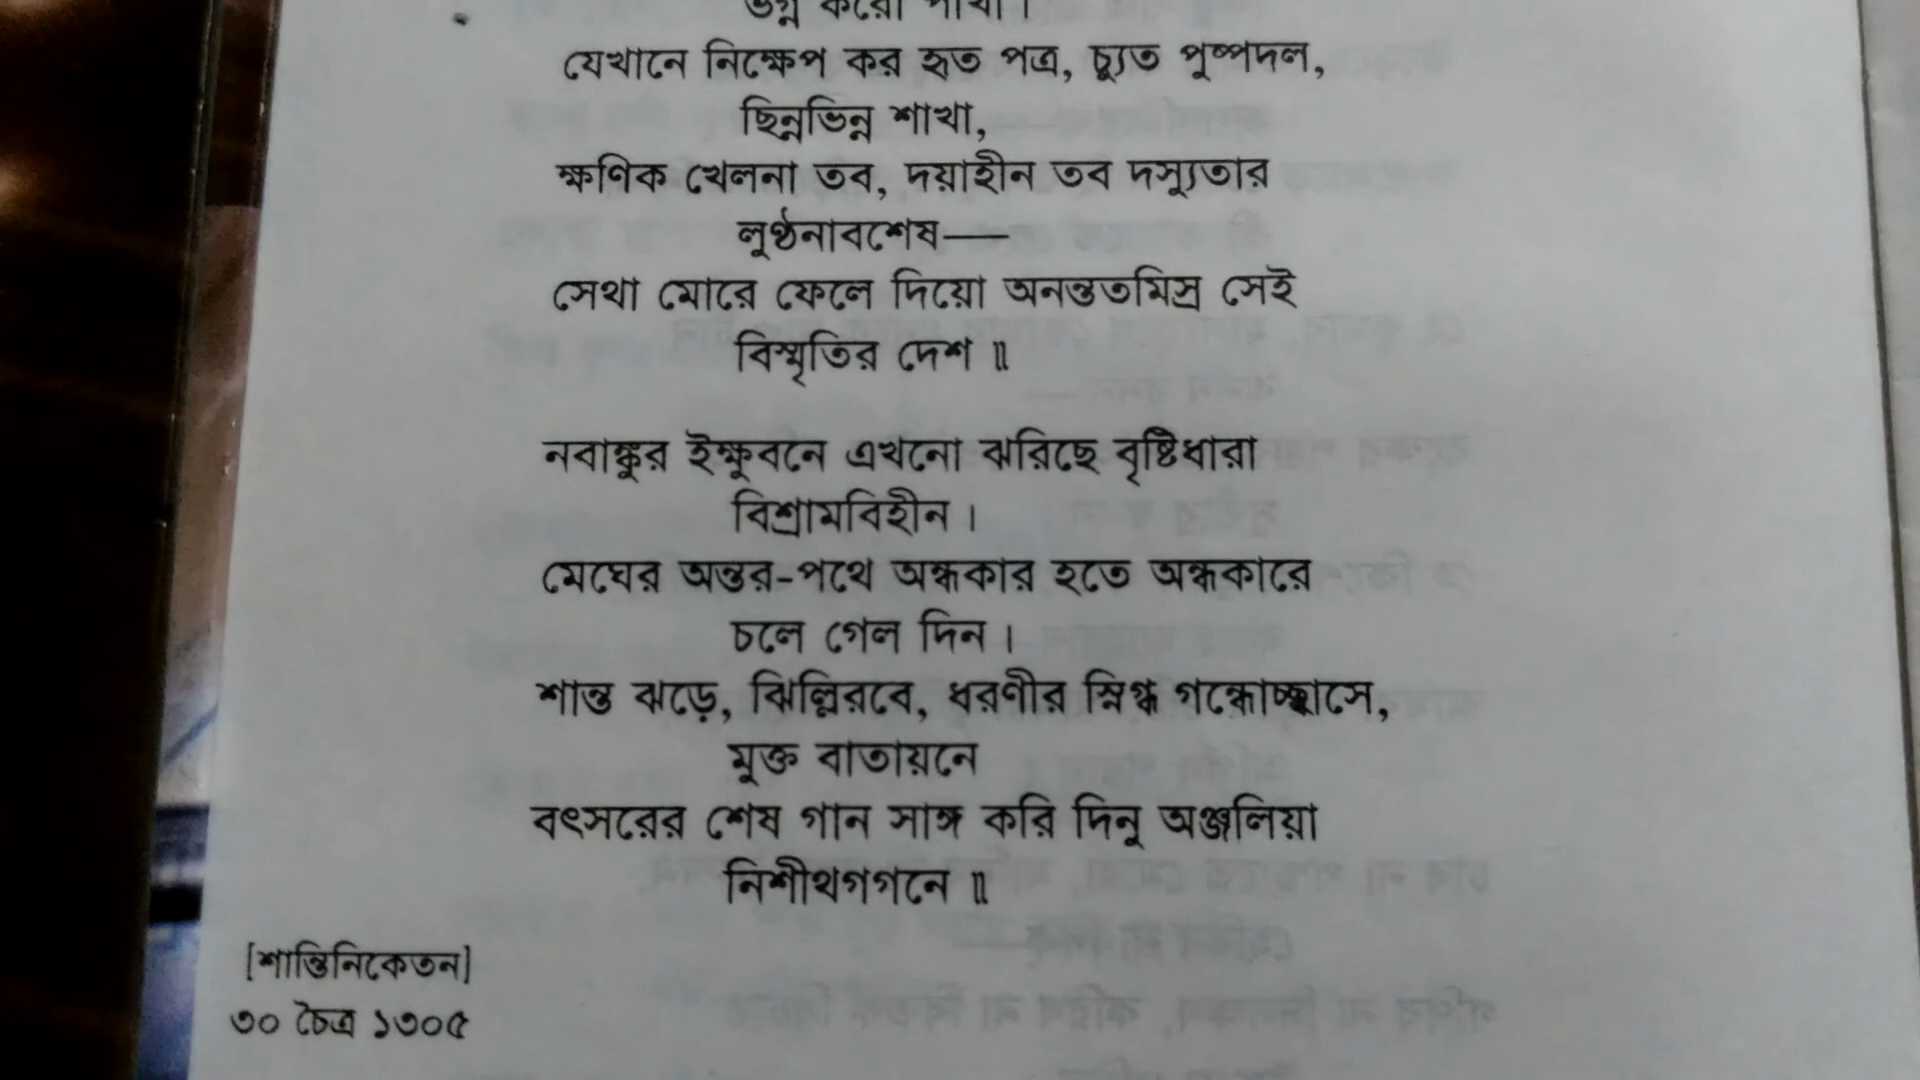 ভগ্ন করো পাখা।
যেখানে নিক্ষেপ কর হৃত পত্র, চ্যুত পুষ্পদল,
ছিন্নভিন্ন শাখা,
ক্ষণিক খেলনা তব, দয়াহীন তব দস্যুতার
লুণ্ঠনাবশেষ—
সেথা মোরে ফেলে দিয়ো অনন্ততমিস্র সেই
বিস্মৃতির দেশ॥
নবাঙ্কুর ইক্ষুবনে এখনো ঝরিছে বৃষ্টিধারা
বিশ্রামবিহীন।
মেঘের অন্তর-পথে অন্ধকার হতে অন্ধকারে
চলে গেল দিন।
শান্ত ঝড়ে, ঝিল্লিরবে, ধরণীর স্নিগ্ধ গন্ধোচ্ছ্বাসে,
মুক্ত বাতায়নে
বৎসরের শেষ গান সাঙ্গ করি দিনু অঞ্জলিয়া
নিশীথগগনে॥
[শান্তিনিকেতন]
৩০ চৈত্র ১৩০৫